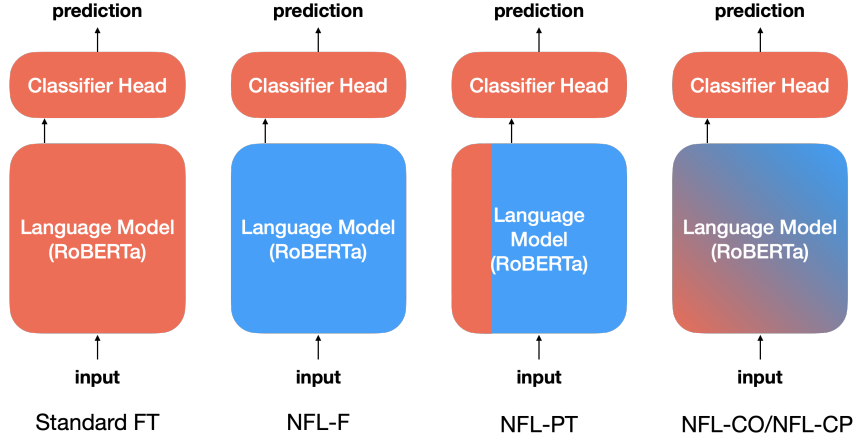 prediction prediction prediction prediction
Classifier Head Classifier Head Classifier Head Classifier Head
Language Model
(RoBERTa)
Language Model
(RoBERTa)
Language
Model
(RoBERTa)
Language Model
(RoBERTa)
input input input input
Standard FT NFL-F NFL-PT NFL-CO/NFL-CP